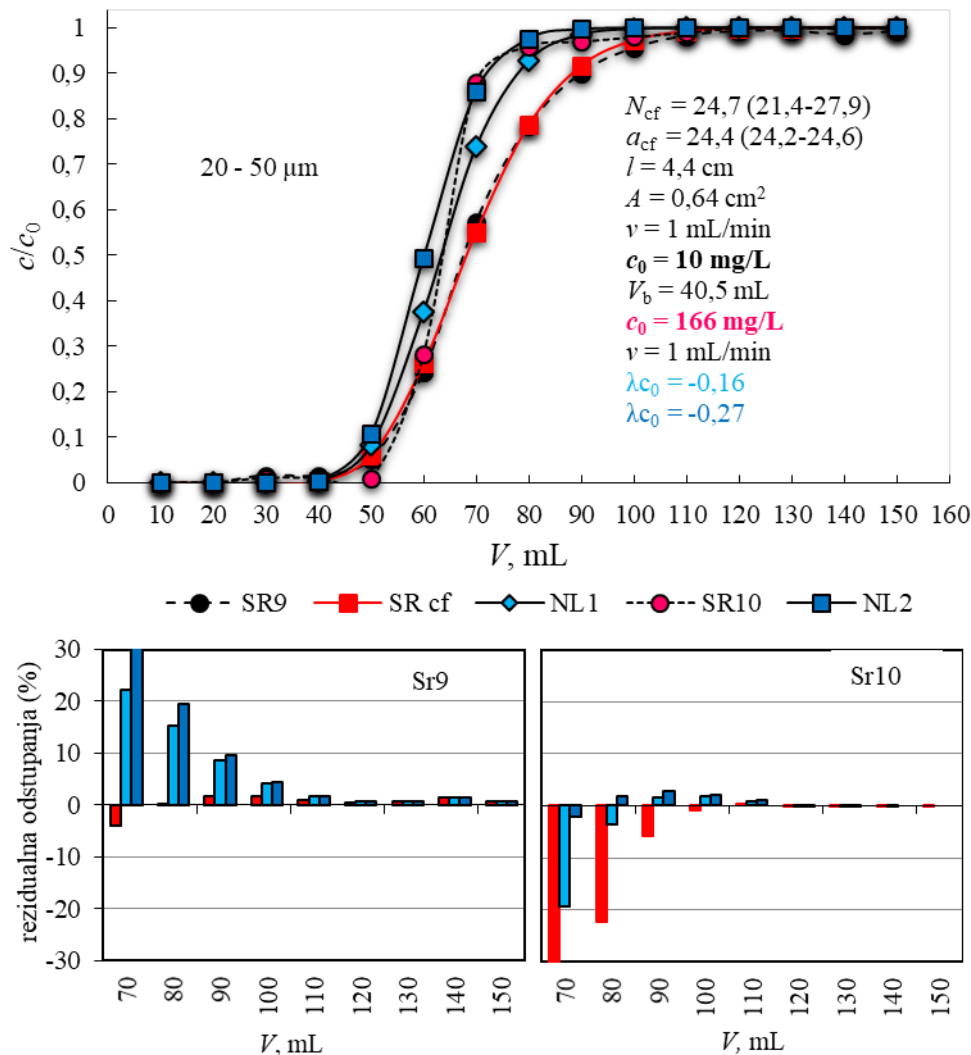 1
0,9
0,8
0,7
0,6
0,5
0,4
0,3
0,2
0,1
0
c/c₀
20 - 50 µm
N_cf = 24,7 (21,4-27,9)
a_cf = 24,4 (24,2-24,6)
l = 4,4 cm
A = 0,64 cm²
v = 1 mL/min
c₀ = 10 mg/L
V_b = 40,5 mL
c₀ = 166 mg/L
v = 1 mL/min
λc₀ = -0,16
λc₀ = -0,27
0 10 20 30 40 50 60 70 80 90 100 110 120 130 140 150 160
V, mL
SR9 SR cf NL1 SR10 NL2
rezidualna odstupanja (%)
30
20
10
0
-10
-20
-30
Sr9
70 80 90 100 110 120 130 140 150
V, mL
Sr10
70 80 90 100 110 120 130 140 150
V, mL